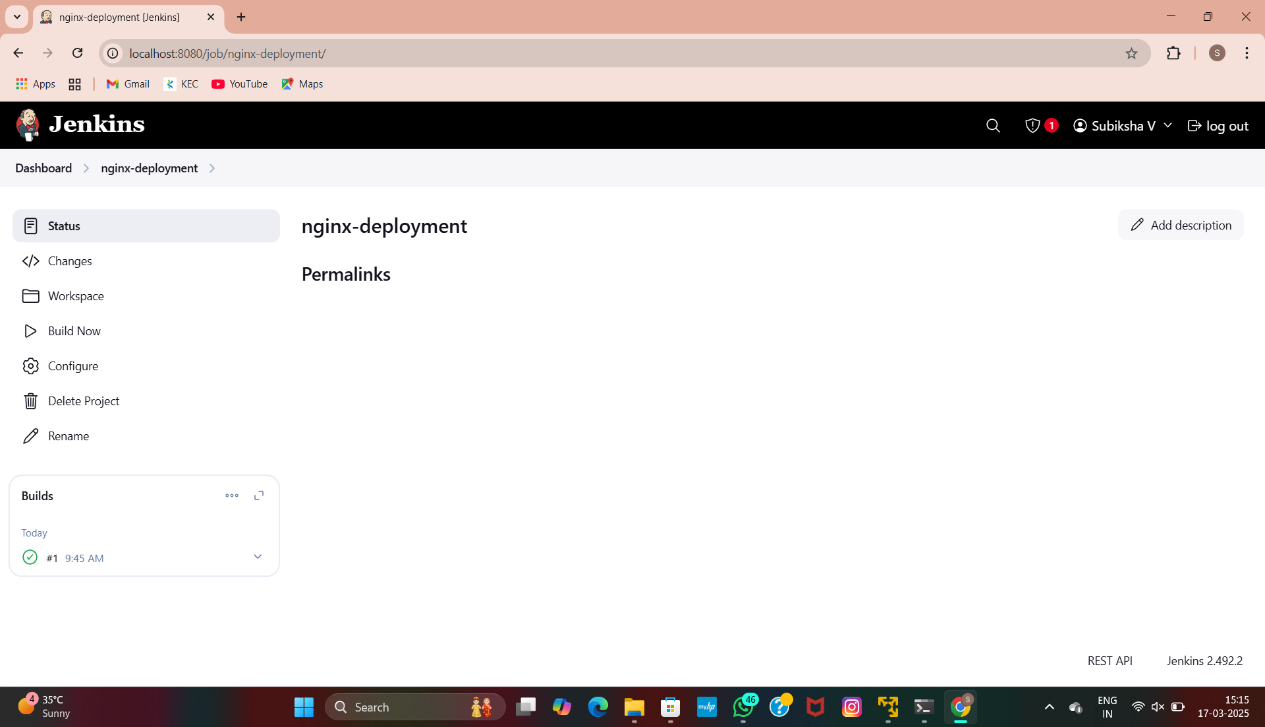 nginx-deployment [Jenkins]
localhost:8080/job/nginx-deployment/
S
Apps
Gmail
KEC
YouTube
Maps
Jenkins
1
Subiksha V
log out
Dashboard
nginx-deployment
Status
nginx-deployment
Add description
Changes
Permalinks
Workspace
Build Now
Configure
Delete Project
Rename
Builds
Today
#1 9:45 AM
REST API
Jenkins 2.492.2
4
35°C
Sunny
Search
myhp
46
S
ENG
IN
15:15
17-03-2025